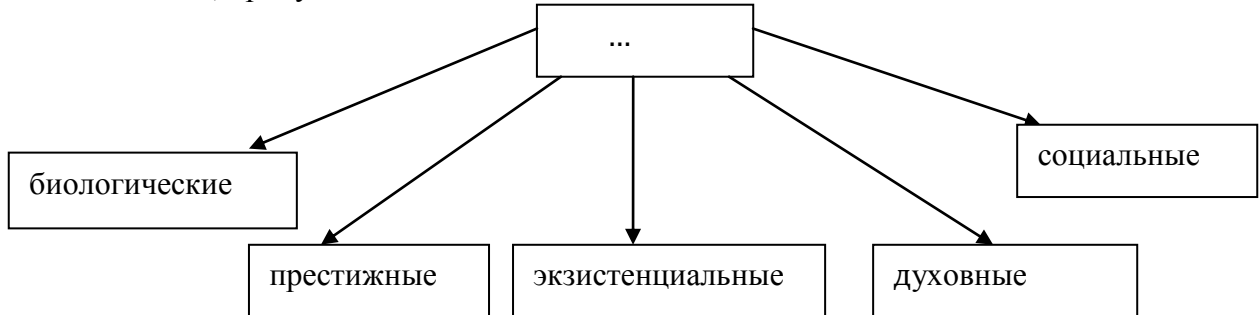 ...
биологические
социальные
престижные
экзистенциальные
духовные